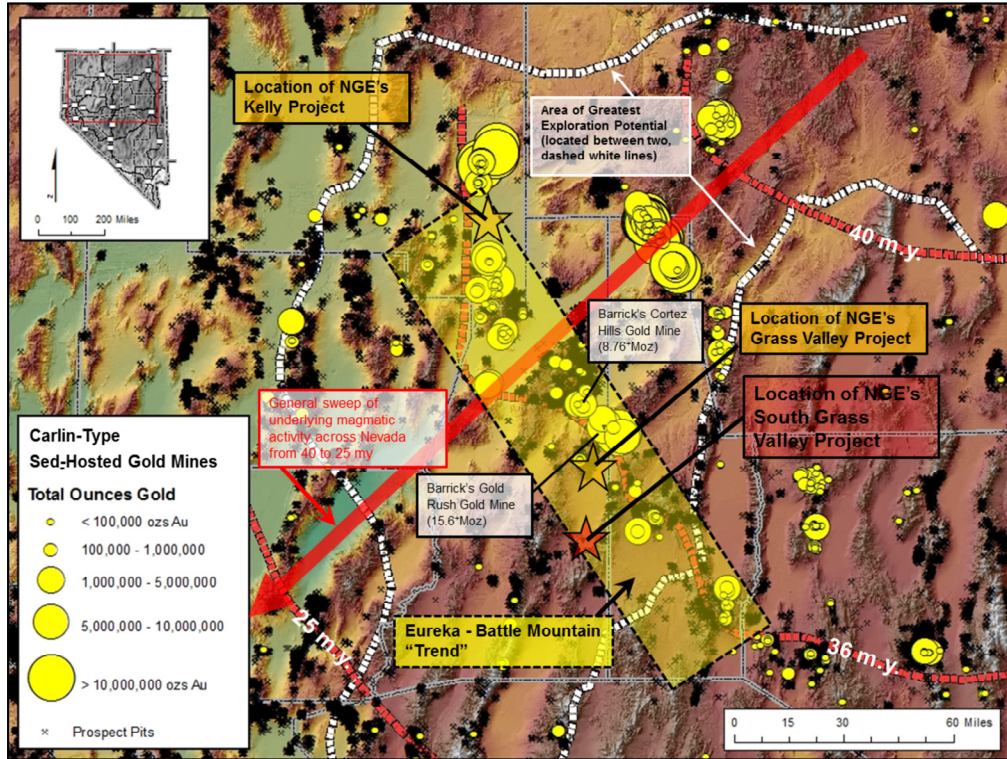 z
0 100 200 Miles
Location of NGE's
Kelly Project
Area of Greatest
Exploration Potential
(located between two,
dashed white lines)
40 m.y.
Barrick's Cortez
Hills Gold Mine
(8.76*Moz)
Location of NGE's
Grass Valley Project
Location of NGE's
South Grass
Valley Project
General sweep of
underlying magmatic
activity across Nevada
from 40 to 25 my
Barrick's Gold
Rush Gold Mine
(15.6*Moz)
Carlin-Type
Sed-Hosted Gold Mines
Total Ounces Gold
< 100,000 ozs Au
100,000 - 1,000,000
1,000,000 - 5,000,000
5,000,000 - 10,000,000
> 10,000,000 ozs Au
Prospect Pits
25 m.y.
Eureka - Battle Mountain
“Trend”
36 m.y.
0 15 30 60 Miles